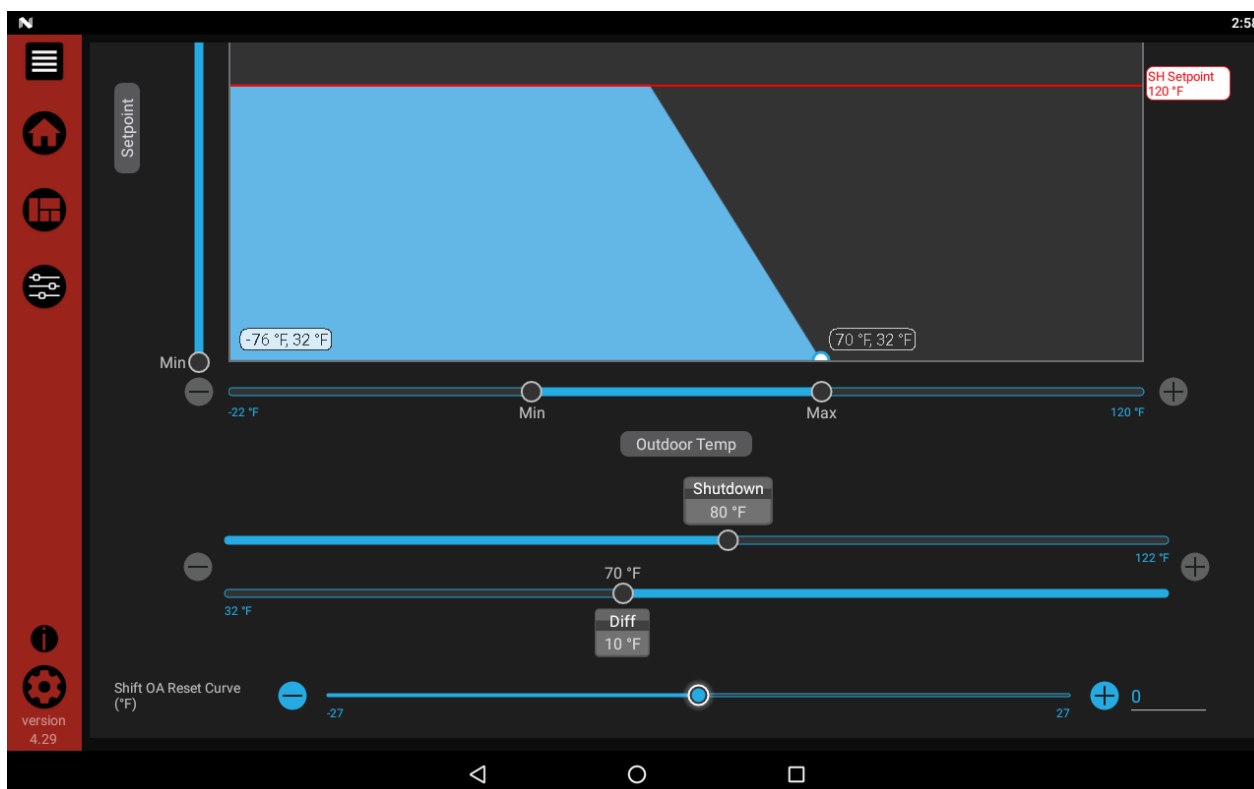 2:58
SH Setpoint
120 °F
Setpoint
-76 °F, 32 °F
70 °F, 32 °F
Min
-22 °F
Min
Max
120 °F
Outdoor Temp
Shutdown
80 °F
122 °F
70 °F
32 °F
Diff
10 °F
Shift OA Reset Curve
(°F)
-27
27
0
version
4.29